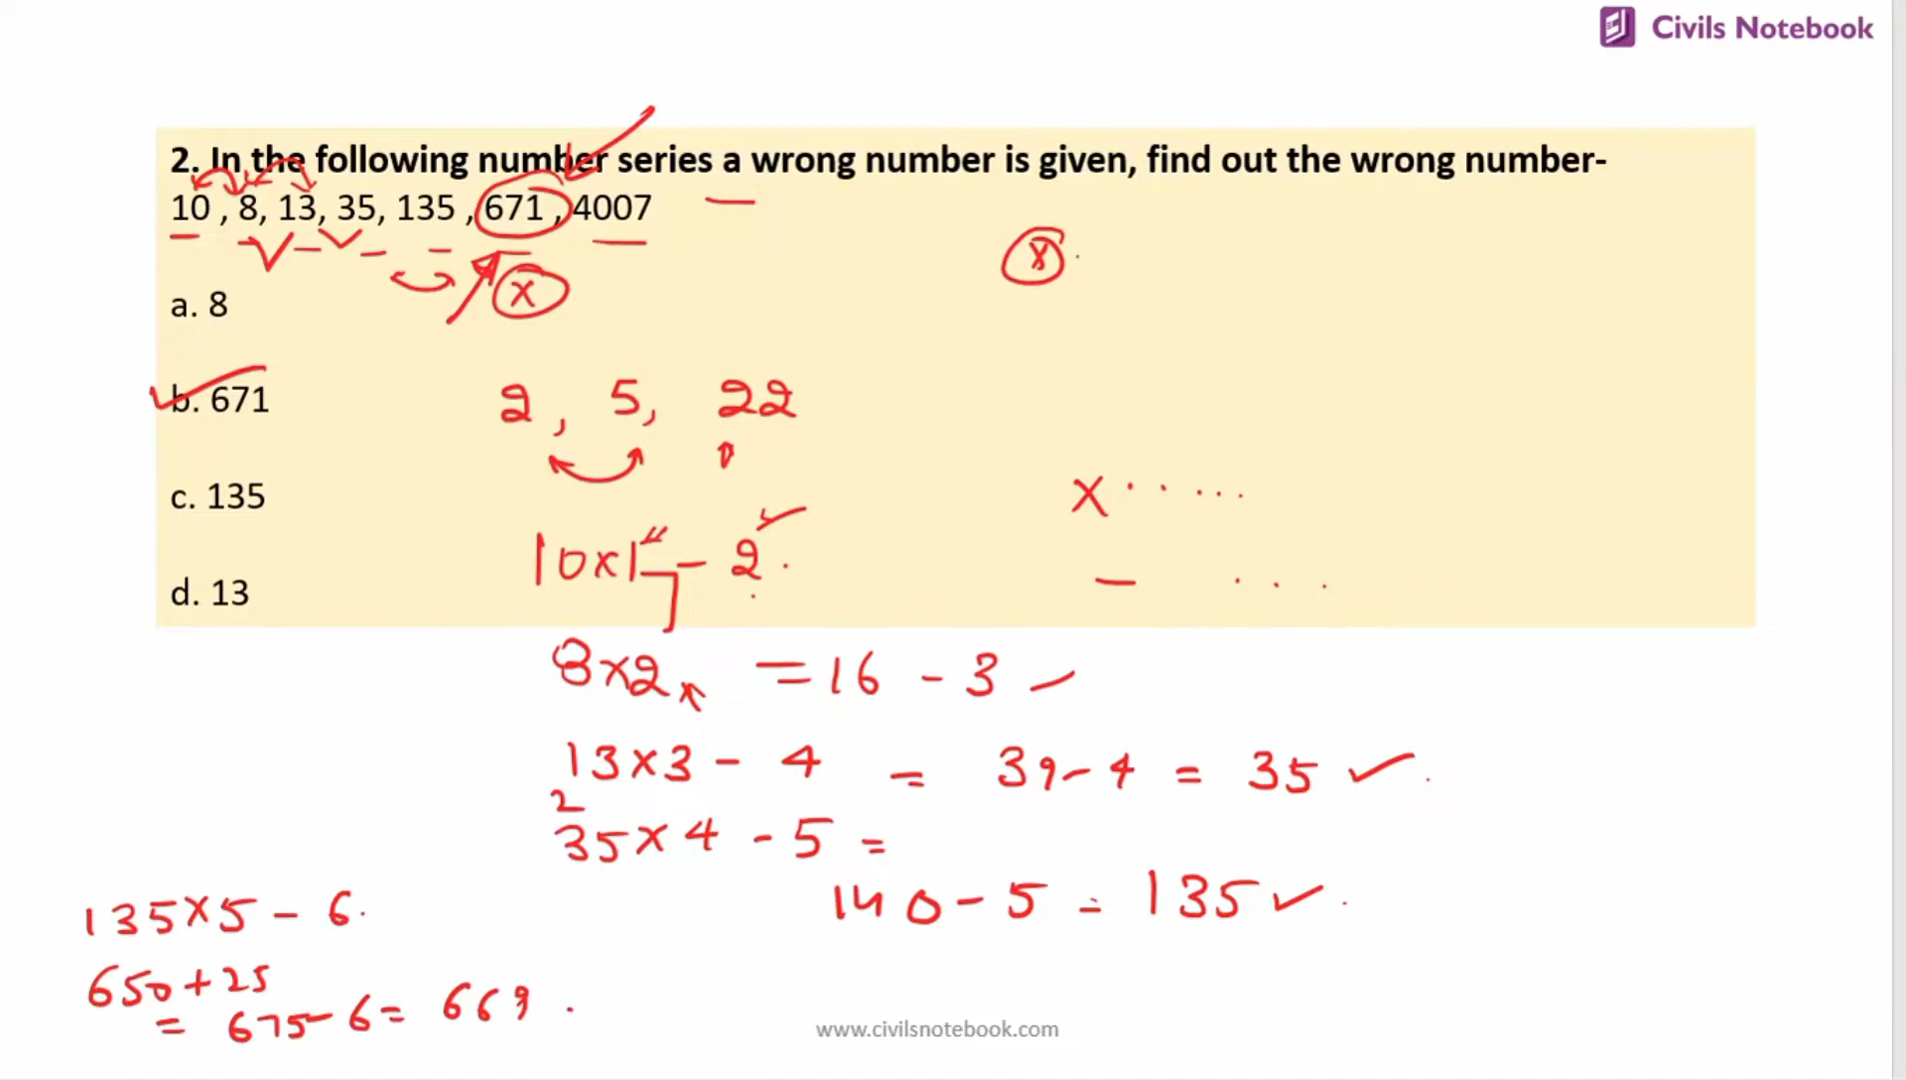 Civils Notebook
2. In the following number series a wrong number is given, find out the wrong number-
10 , 8, 13, 35, 135 , 671 , 4007
x
x
a. 8
b. 671
2, 5, 22
c. 135
x . . . . .
10x1 - 2
d. 13
- . . .
8x2 = 16 - 3
13x3 - 4 = 39 - 4 = 35
2
35x4 - 5 =
140 - 5 = 135
135x5 - 6
650 + 25
= 675 - 6 = 669
www.civilsnotebook.com